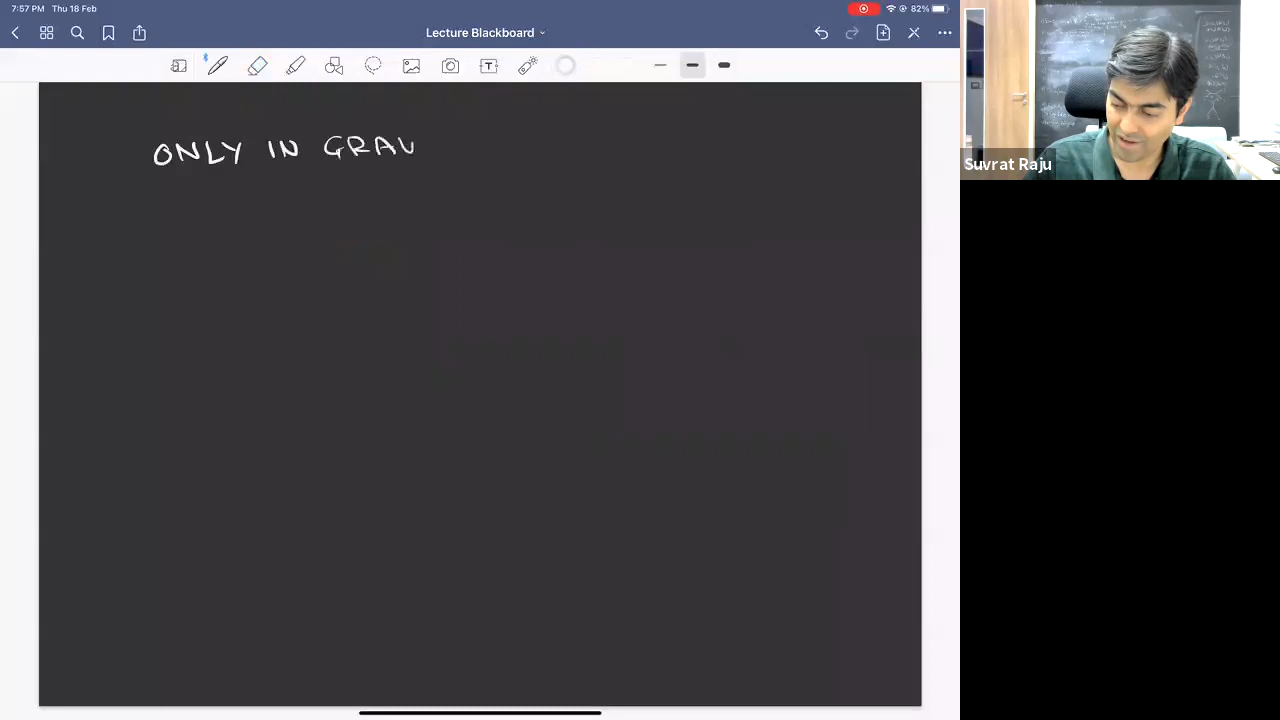 7:57 PM Thu 18 Feb
82%
Lecture Blackboard
T
ONLY IN GRAV
Suvrat Raju